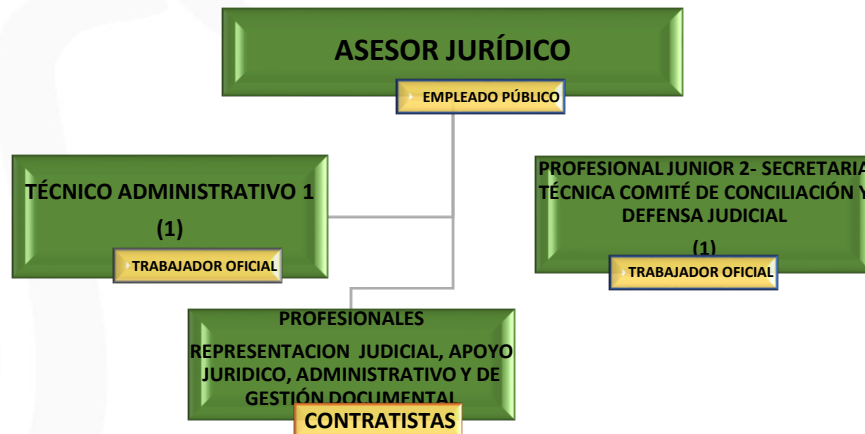 ASESOR JURÍDICO
EMPLEADO PÚBLICO
TÉCNICO ADMINISTRATIVO 1
(1)
TRABAJADOR OFICIAL
PROFESIONAL JUNIOR 2- SECRETARIA
TÉCNICA COMITÉ DE CONCILIACIÓN Y
DEFENSA JUDICIAL
(1)
TRABAJADOR OFICIAL
PROFESIONALES
REPRESENTACION JUDICIAL, APOYO
JURIDICO, ADMINISTRATIVO Y DE
GESTIÓN DOCUMENTAL
CONTRATISTAS